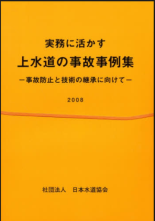 実務に活かす
上水道の事故事例集
－事故防止と技術の継承に向けて－
2008
社団法人 日本水道協会